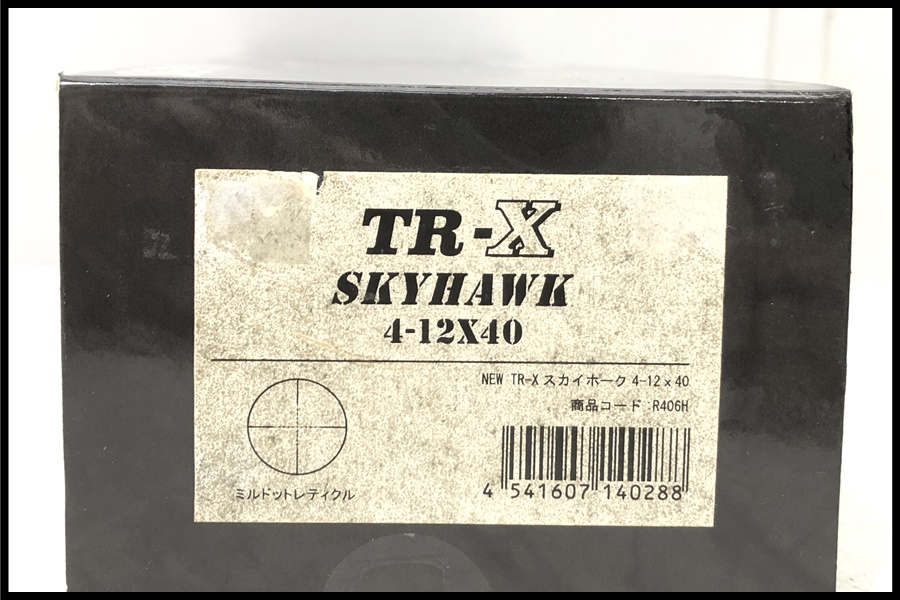 TR-X
SKYHAWK
4-12X40
NEW TR-X スカイホーク 4-12×40
商品コード:R406H
ミルドットレティクル
4 541607 140288